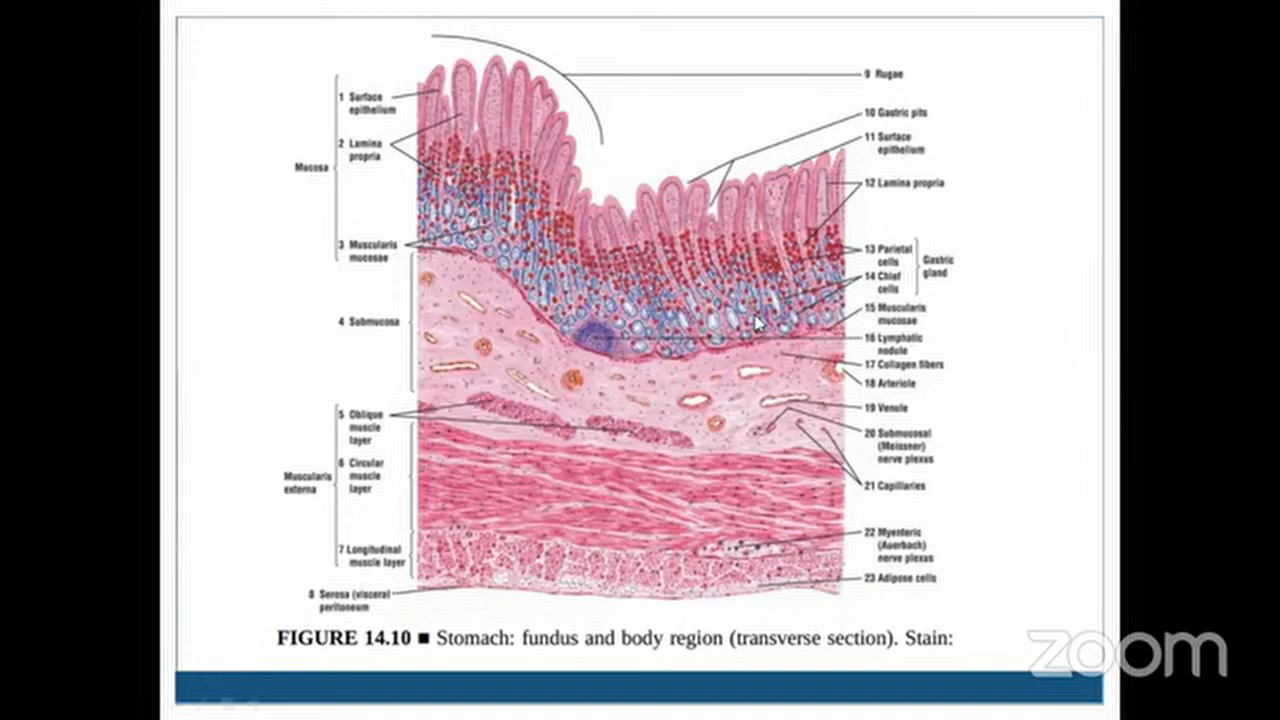 9 Rugae
1 Surface
epithelium
10 Gastric pits
11 Surface
epithelium
2 Lamina
propria
Mucosa
12 Lamina propria
3 Muscularis
mucosae
13 Parietal
cells
Gastric
gland
14 Chief
cells
4 Submucosa
15 Muscularis
mucosae
16 Lymphatic
nodule
17 Collagen fibers
18 Arteriole
5 Oblique
muscle
layer
19 Venule
20 Submucosal
(Meissner)
nerve plexus
Muscularis
externa
6 Circular
muscle
layer
21 Capillaries
22 Myenteric
(Auerbach)
nerve plexus
7 Longitudinal
muscle layer
23 Adipose cells
8 Serosa (visceral
peritoneum
FIGURE 14.10 ■ Stomach: fundus and body region (transverse section). Stain:
zoom